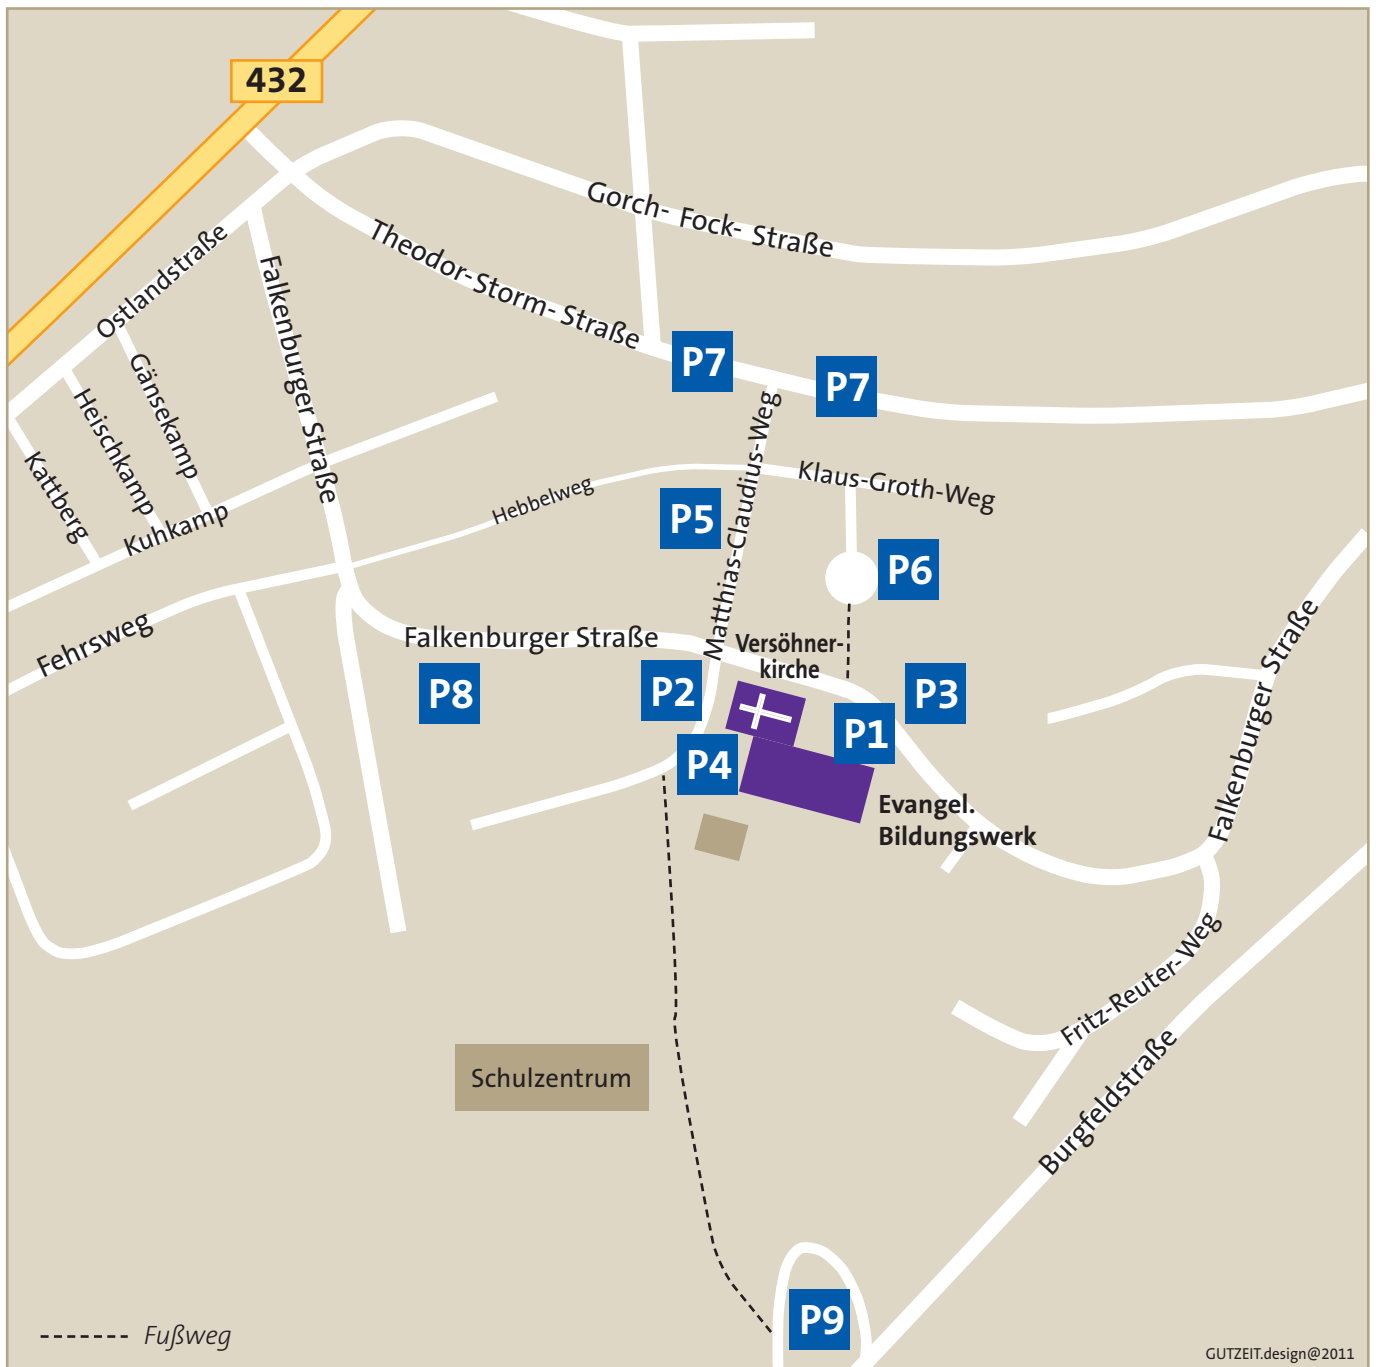 432
Gorch- Fock- Straße
Theodor-Storm- Straße
Ostlandstraße
Falkenburger Straße
Gänsekamp
Heischkamp
Kattberg
Kuhkamp
P7
P7
Matthias-Claudius-Weg
Klaus-Groth-Weg
Hebbelweg
P5
P6
Fehrsweg
Falkenburger Straße
Versöhner-
kirche
P8
P2
P3
P1
P4
Evangel.
Bildungswerk
Falkenburger Straße
Fritz-Reuter-Weg
Burgfeldstraße
Schulzentrum
P9
Fußweg
GUTZEIT.design@2011